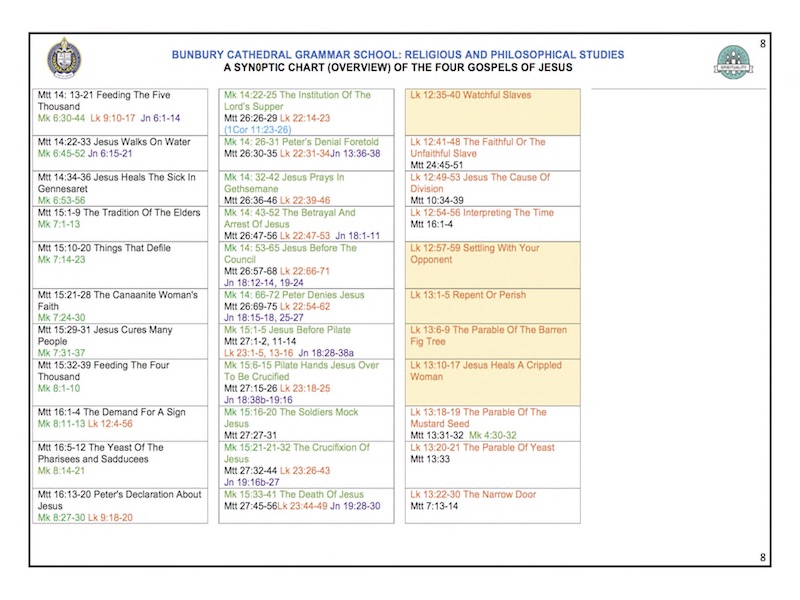 8
BUNBURY CATHEDRAL GRAMMAR SCHOOL: RELIGIOUS AND PHILOSOPHICAL STUDIES
A SYN0PTIC CHART (OVERVIEW) OF THE FOUR GOSPELS OF JESUS
SPIRITUALITY
Mtt 14: 13-21 Feeding The Five
Thousand
Mk 6:30-44 Lk 9:10-17 Jn 6:1-14
Mtt 14:22-33 Jesus Walks On Water
Mk 6:45-52 Jn 6:15-21
Mtt 14:34-36 Jesus Heals The Sick In
Gennesaret
Mk 6:53-56
Mtt 15:1-9 The Tradition Of The Elders
Mk 7:1-13
Mtt 15:10-20 Things That Defile
Mk 7:14-23
Mtt 15:21-28 The Canaanite Woman's
Faith
Mk 7:24-30
Mtt 15:29-31 Jesus Cures Many
People
Mk 7:31-37
Mtt 15:32-39 Feeding The Four
Thousand
Mk 8:1-10
Mtt 16:1-4 The Demand For A Sign
Mk 8:11-13 Lk 12:4-56
Mtt 16:5-12 The Yeast Of The
Pharisees and Sadducees
Mk 8:14-21
Mtt 16:13-20 Peter's Declaration About
Jesus
Mk 8:27-30 Lk 9:18-20
Mk 14:22-25 The Institution Of The
Lord's Supper
Mtt 26:26-29 Lk 22:14-23
(1Cor 11:23-26)
Mk 14: 26-31 Peter's Denial Foretold
Mtt 26:30-35 Lk 22:31-34Jn 13:36-38
Mk 14: 32-42 Jesus Prays In
Gethsemane
Mtt 26:36-46 Lk 22:39-46
Mk 14: 43-52 The Betrayal And
Arrest Of Jesus
Mtt 26:47-56 Lk 22:47-53 Jn 18:1-11
Mk 14: 53-65 Jesus Before The
Council
Mtt 26:57-68 Lk 22:66-71
Jn 18:12-14, 19-24
Mk 14: 66-72 Peter Denies Jesus
Mtt 26:69-75 Lk 22:54-62
Jn 18:15-18, 25-27
Mk 15:1-5 Jesus Before Pilate
Mtt 27:1-2, 11-14
Lk 23:1-5, 13-16 Jn 18:28-38a
Mk 15:6-15 Pilate Hands Jesus Over
To Be Crucified
Mtt 27:15-26 Lk 23:18-25
Jn 18:38b-19:16
Mk 15:16-20 The Soldiers Mock
Jesus
Mtt 27:27-31
Mk 15:21-21-32 The Crucifixion Of
Jesus
Mtt 27:32-44 Lk 23:26-43
Jn 19:16b-27
Mk 15:33-41 The Death Of Jesus
Mtt 27:45-56Lk 23:44-49 Jn 19:28-30
Lk 12:35-40 Watchful Slaves
Lk 12:41-48 The Faithful Or The
Unfaithful Slave
Mtt 24:45-51
Lk 12:49-53 Jesus The Cause Of
Division
Mtt 10:34-39
Lk 12:54-56 Interpreting The Time
Mtt 16:1-4
Lk 12:57-59 Settling With Your
Opponent
Lk 13:1-5 Repent Or Perish
Lk 13:6-9 The Parable Of The Barren
Fig Tree
Lk 13:10-17 Jesus Heals A Crippled
Woman
Lk 13:18-19 The Parable Of The
Mustard Seed
Mtt 13:31-32 Mk 4:30-32
Lk 13:20-21 The Parable Of Yeast
Mtt 13:33
Lk 13:22-30 The Narrow Door
Mtt 7:13-14
8